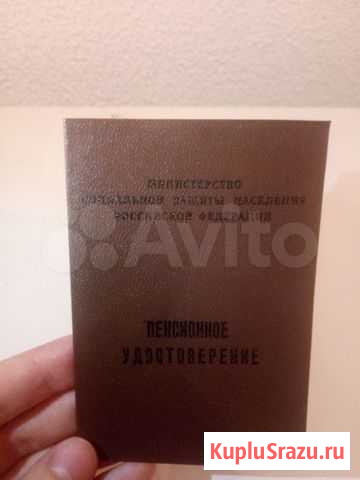 МИНИСТЕРСТВО
СОЦИАЛЬНОЙ ЗАЩИТЫ НАСЕЛЕНИЯ
РОССИЙСКОЙ ФЕДЕРАЦИИ
Avito
ПЕНСИОННОЕ
УДОСТОВЕРЕНИЕ
KupluSrazu.ru